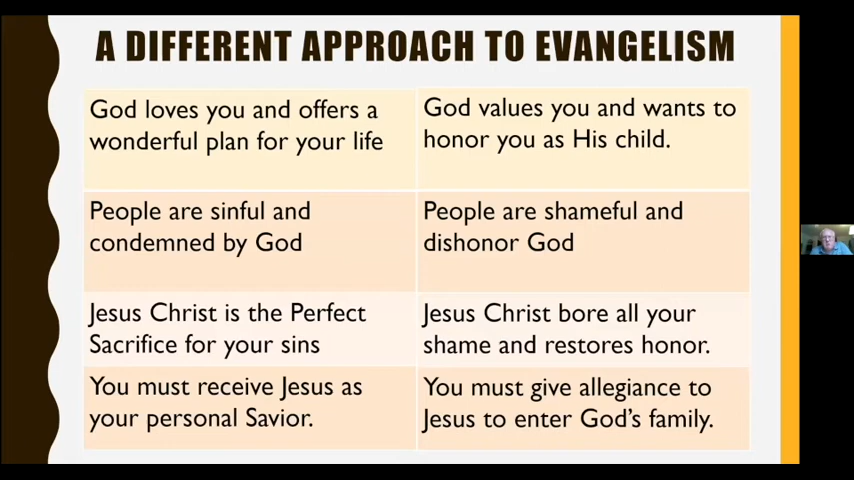 A DIFFERENT APPROACH TO EVANGELISM
God loves you and offers a
wonderful plan for your life
God values you and wants to
honor you as His child.
People are sinful and
condemned by God
People are shameful and
dishonor God
Jesus Christ is the Perfect
Sacrifice for your sins
Jesus Christ bore all your
shame and restores honor.
You must receive Jesus as
your personal Savior.
You must give allegiance to
Jesus to enter God's family.